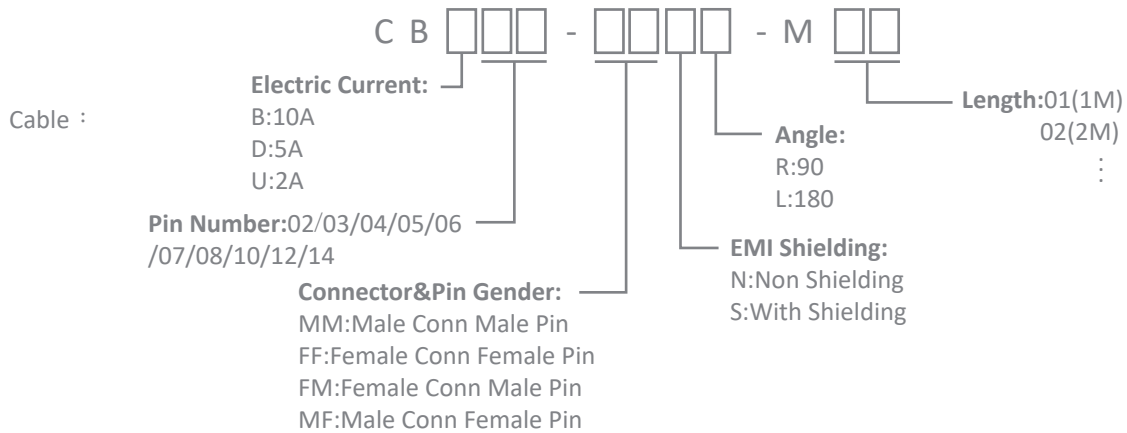 C B □□□ - □□□□ - M □□
Cable：
Electric Current:
B:10A
D:5A
U:2A
Pin Number:02/03/04/05/06
/07/08/10/12/14
Connector&Pin Gender:
MM:Male Conn Male Pin
FF:Female Conn Female Pin
FM:Female Conn Male Pin
MF:Male Conn Female Pin
EMI Shielding:
N:Non Shielding
S:With Shielding
Angle:
R:90
L:180
Length:01(1M)
02(2M)
⋮